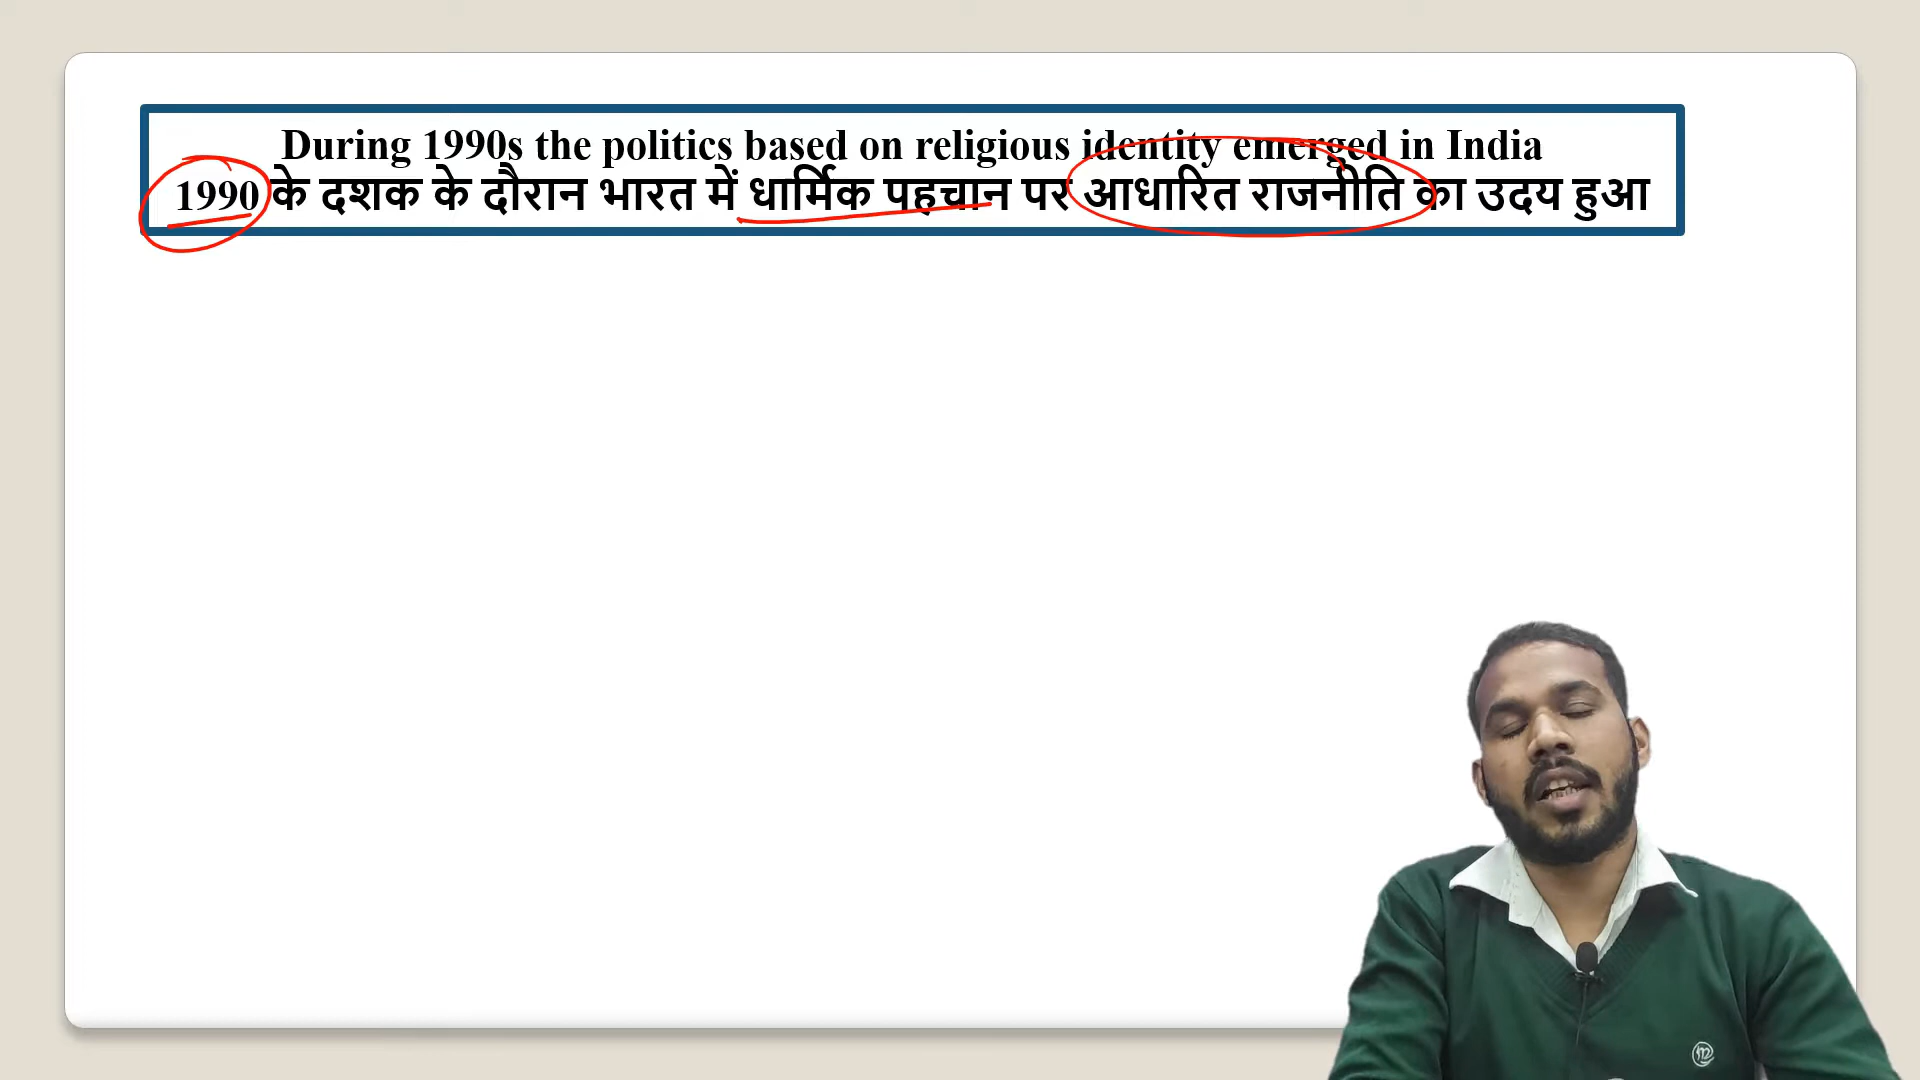 During 1990s the politics based on religious identity emerged in India
1990 के दशक के दौरान भारत में धार्मिक पहचान पर आधारित राजनीति का उदय हुआ